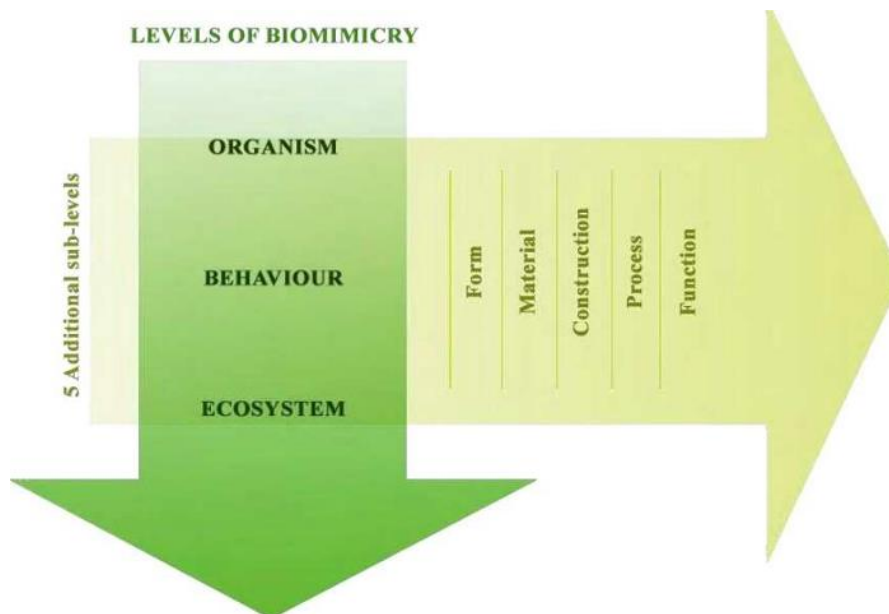 LEVELS OF BIOMIMICRY
ORGANISM
BEHAVIOUR
ECOSYSTEM
5 Additional sub-levels
Form
Material
Construction
Process
Function